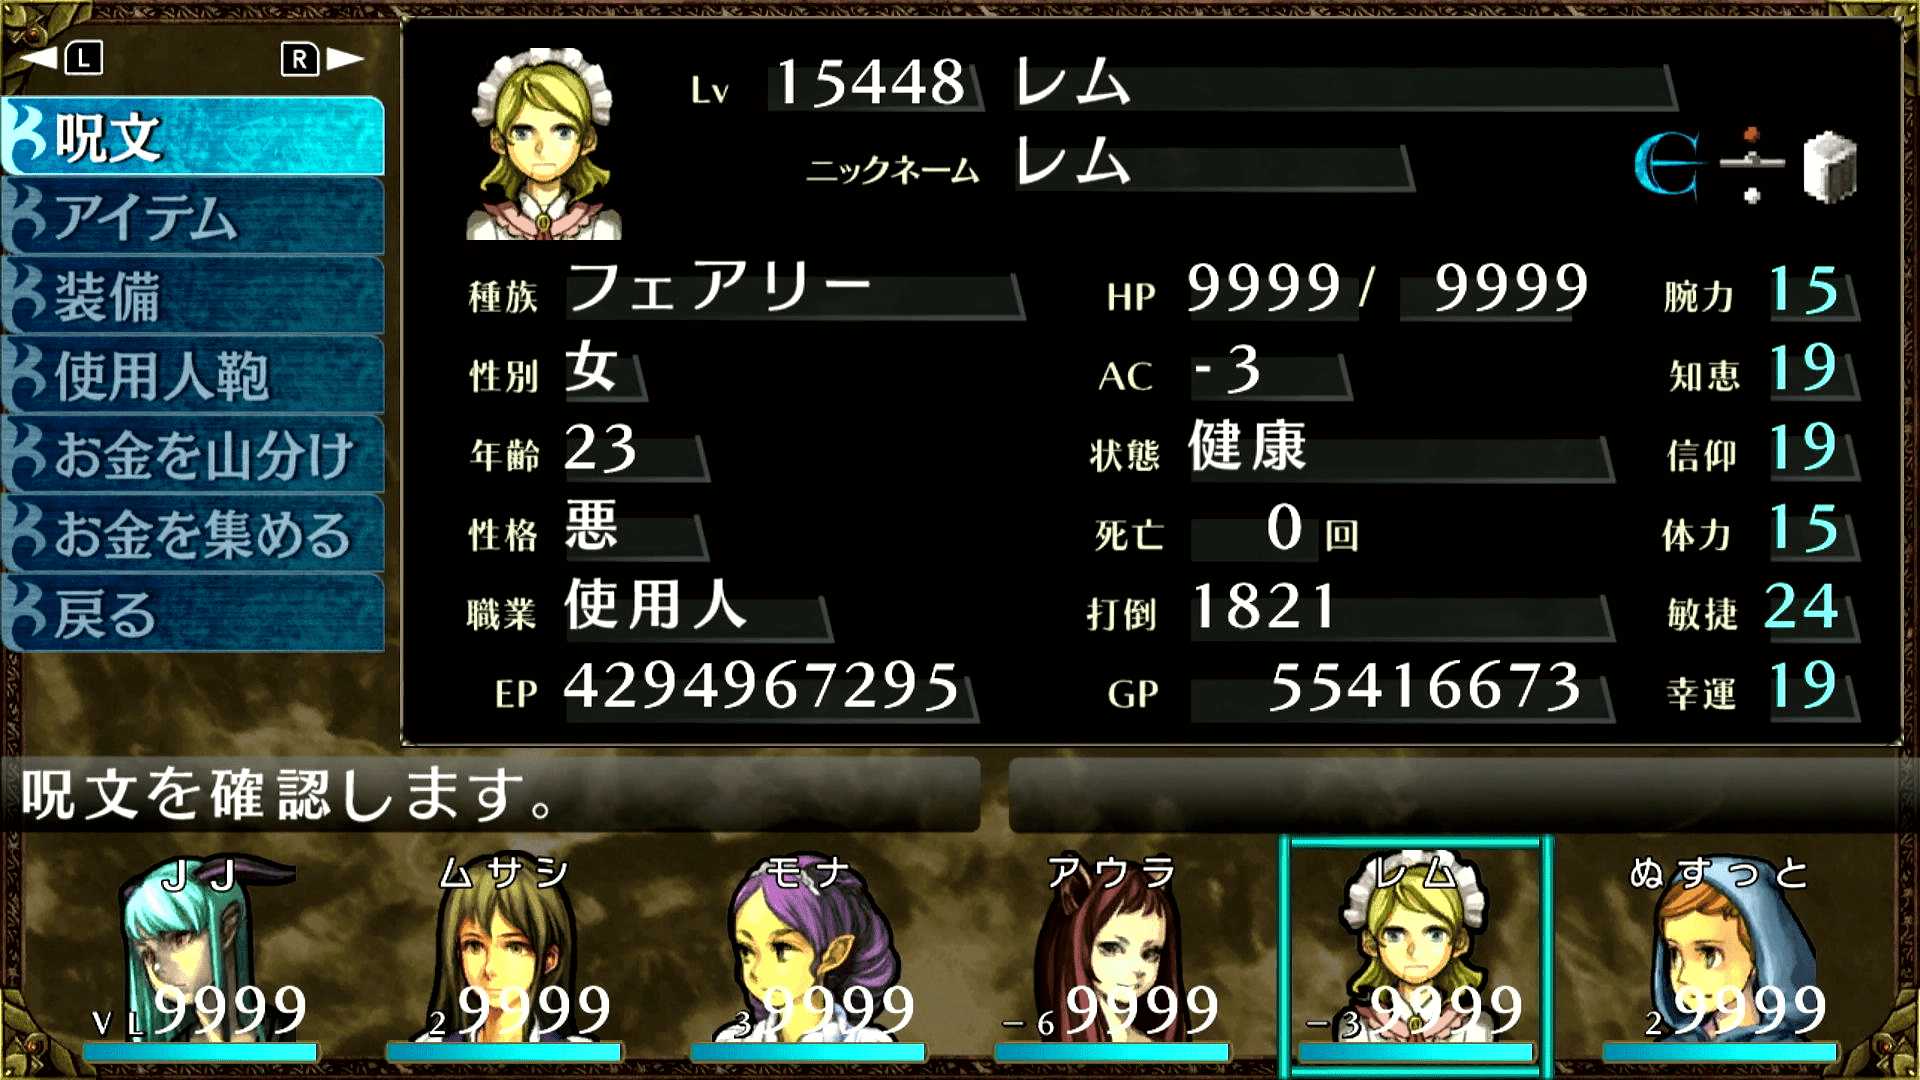 L R
呪文
アイテム
装備
使用人鞄
お金を山分け
お金を集める
戻る
Lv 15448 レム
ニックネーム レム
種族 フェアリー HP 9999 / 9999 腕力 15
性別 女 AC -3 知恵 19
年齢 23 状態 健康 信仰 19
性格 悪 死亡 0 回 体力 15
職業 使用人 打倒 1821 敏捷 24
EP 4294967295 GP 55416673 幸運 19
呪文を確認します。
JJ ムサシ モナ アウラ レム ぬすっと
VL 9999 2 9999 3 9999 -6 9999 -3 9999 2 9999